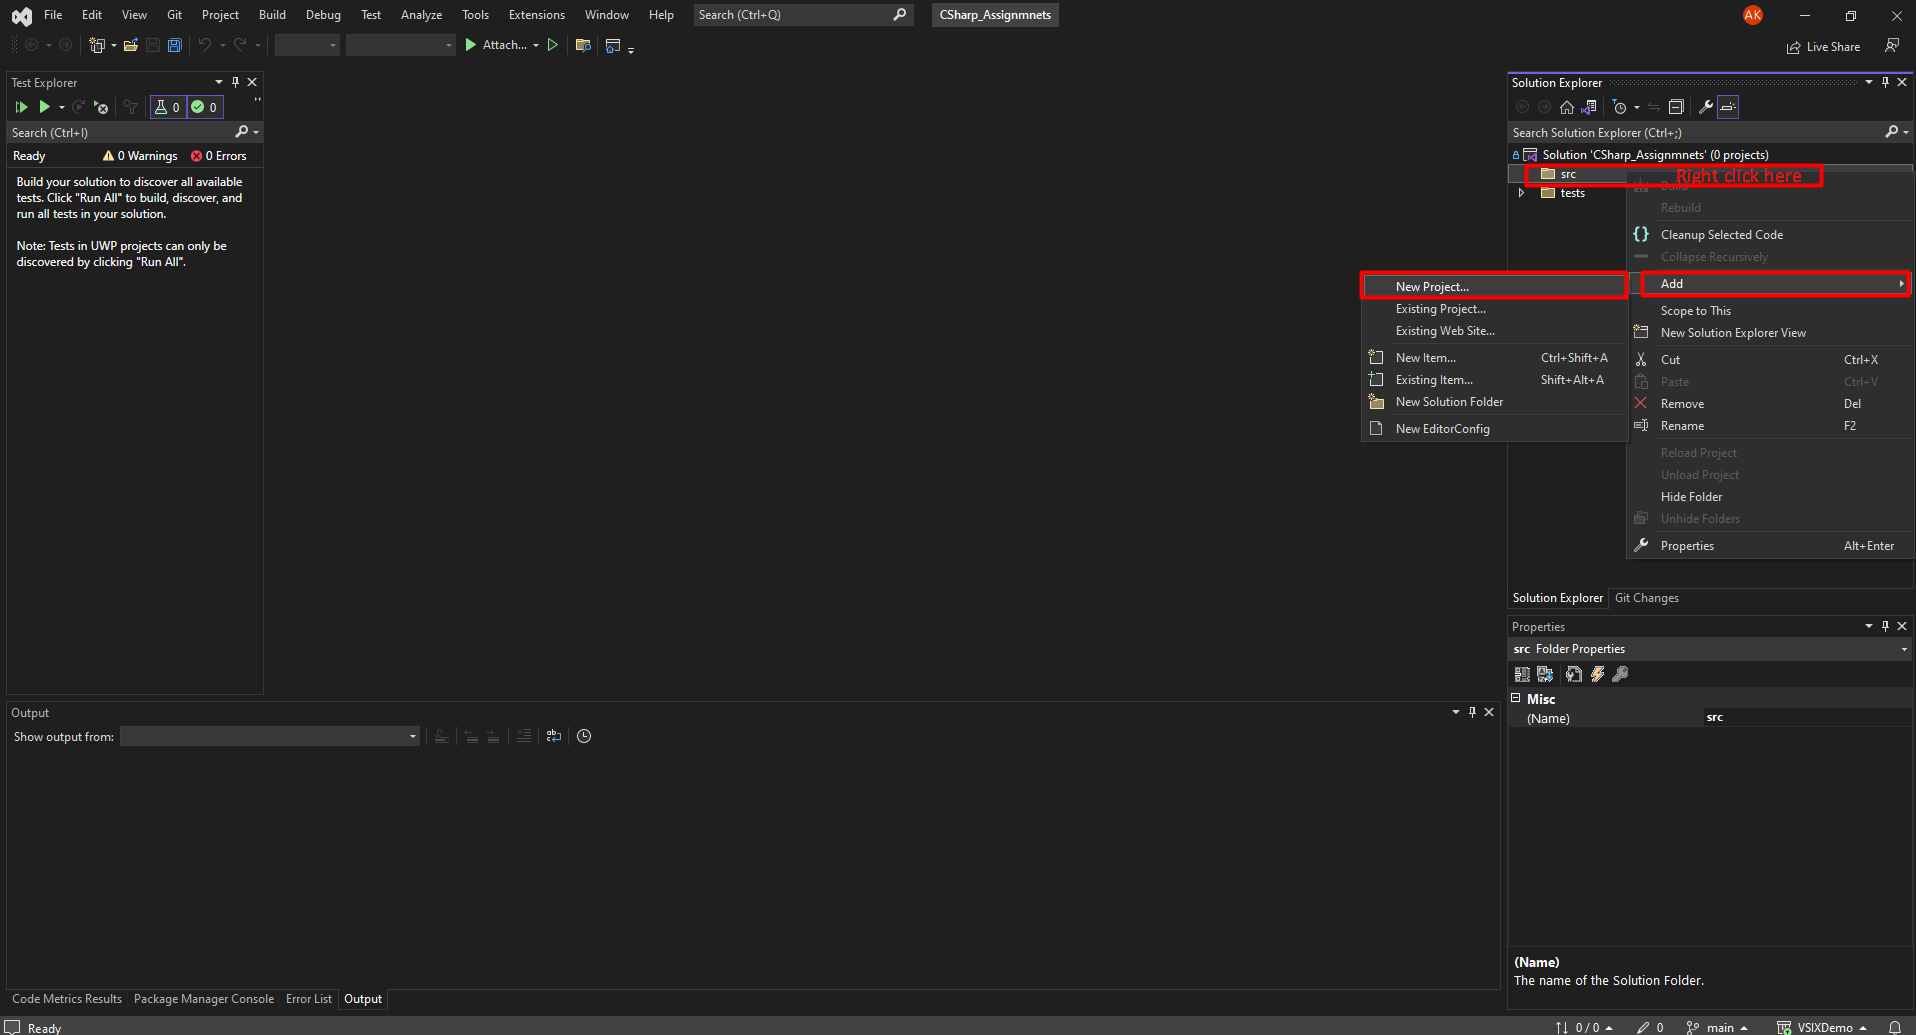 File Edit View Git Project Build Debug Test Analyze Tools Extensions Window Help Search (Ctrl+Q) CSharp_Assignmnets AK
Attach... Live Share
Test Explorer
0 0
Search (Ctrl+I)
Ready 0 Warnings 0 Errors
Build your solution to discover all available
tests. Click "Run All" to build, discover, and
run all tests in your solution.
Note: Tests in UWP projects can only be
discovered by clicking "Run All".
Solution Explorer
Search Solution Explorer (Ctrl+;)
Solution 'CSharp_Assignmnets' (0 projects)
src
Right click here
tests
Build
Rebuild
Cleanup Selected Code
Collapse Recursively
Add
Scope to This
New Solution Explorer View
Cut Ctrl+X
Paste Ctrl+V
Remove Del
Rename F2
Reload Project
Unload Project
Hide Folder
Unhide Folders
Properties Alt+Enter
New Project...
Existing Project...
Existing Web Site...
New Item... Ctrl+Shift+A
Existing Item... Shift+Alt+A
New Solution Folder
New EditorConfig
Solution Explorer Git Changes
Properties
src Folder Properties
Misc
(Name) src
(Name)
The name of the Solution Folder.
Output
Show output from:
Code Metrics Results Package Manager Console Error List Output
Ready 0 / 0 0 main VSIXDemo